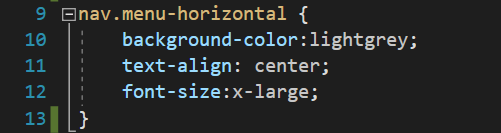 9 nav.menu-horizontal {
10 background-color:lightgrey;
11 text-align: center;
12 font-size:x-large;
13 }